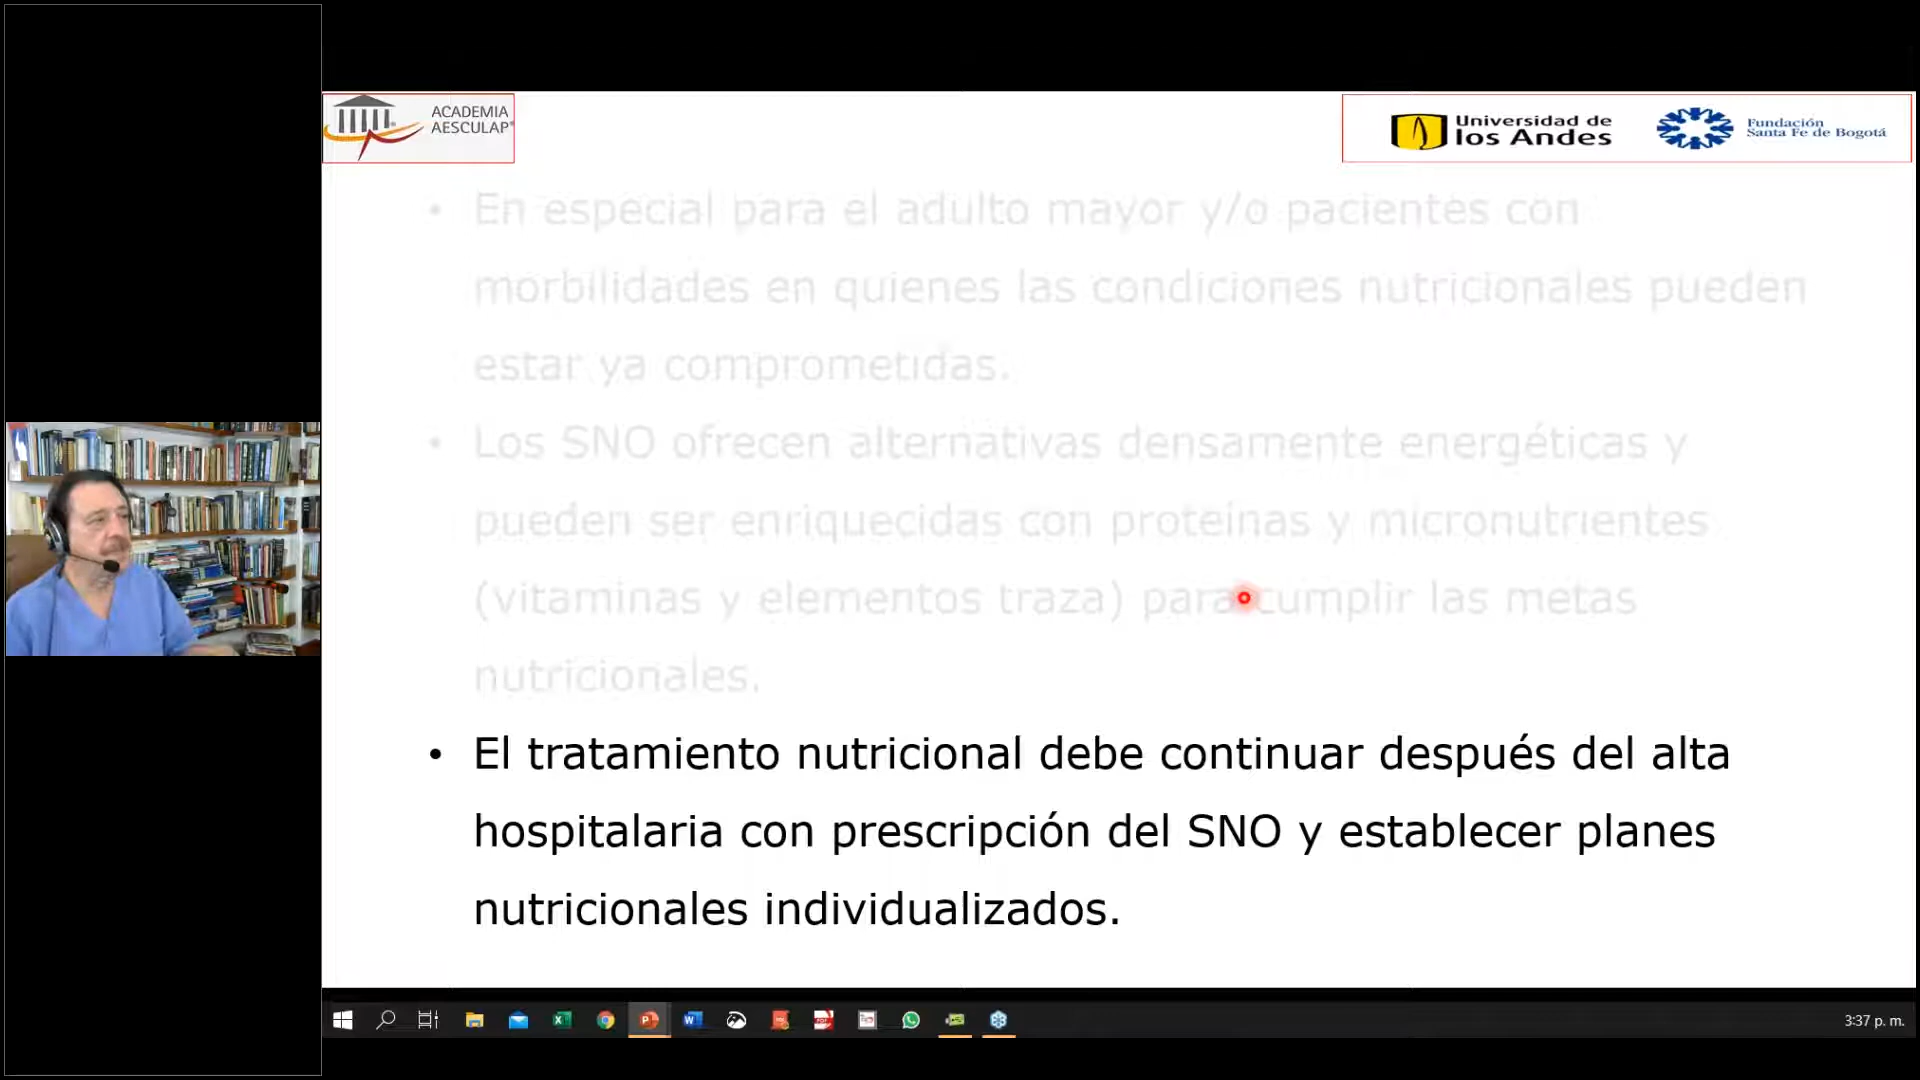 ACADEMIA
AESCULAP
Universidad de
los Andes
Fundación
Santa Fe de Bogotá
• En especial para el adulto mayor y/o pacientes con
morbilidades en quienes las condiciones nutricionales pueden
estar ya comprometidas.
• Los SNO ofrecen alternativas densamente energéticas y
pueden ser enriquecidas con proteínas y micronutrientes
(vitaminas y elementos traza) para cumplir las metas
nutricionales.
• El tratamiento nutricional debe continuar después del alta
hospitalaria con prescripción del SNO y establecer planes
nutricionales individualizados.
3:37 p. m.